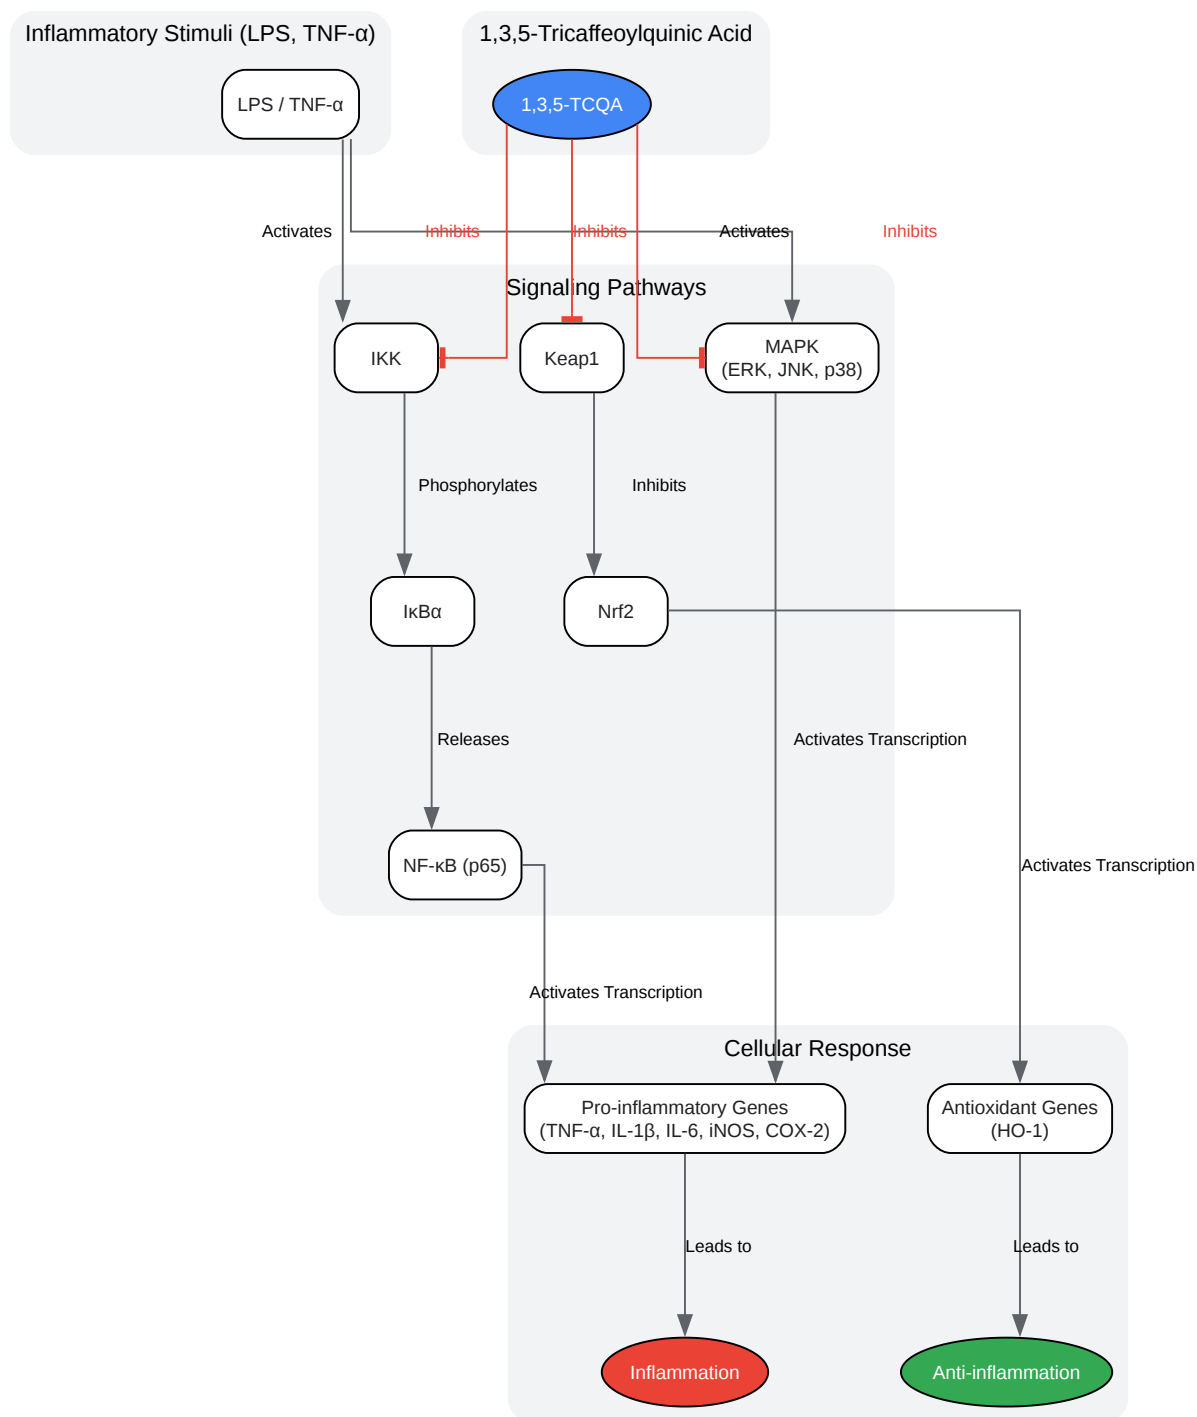 Inflammatory Stimuli (LPS, TNF-α)
1,3,5-Tricaffeoylquinic Acid
LPS / TNF-α
1,3,5-TCQA
Activates
Inhibits
Inhibits
Activates
Inhibits
Signaling Pathways
IKK
Keap1
MAPK
(ERK, JNK, p38)
Phosphorylates
Inhibits
IκBα
Nrf2
Releases
Activates Transcription
NF-κB (p65)
Activates Transcription
Activates Transcription
Cellular Response
Pro-inflammatory Genes
(TNF-α, IL-1β, IL-6, iNOS, COX-2)
Antioxidant Genes
(HO-1)
Leads to
Leads to
Inflammation
Anti-inflammation